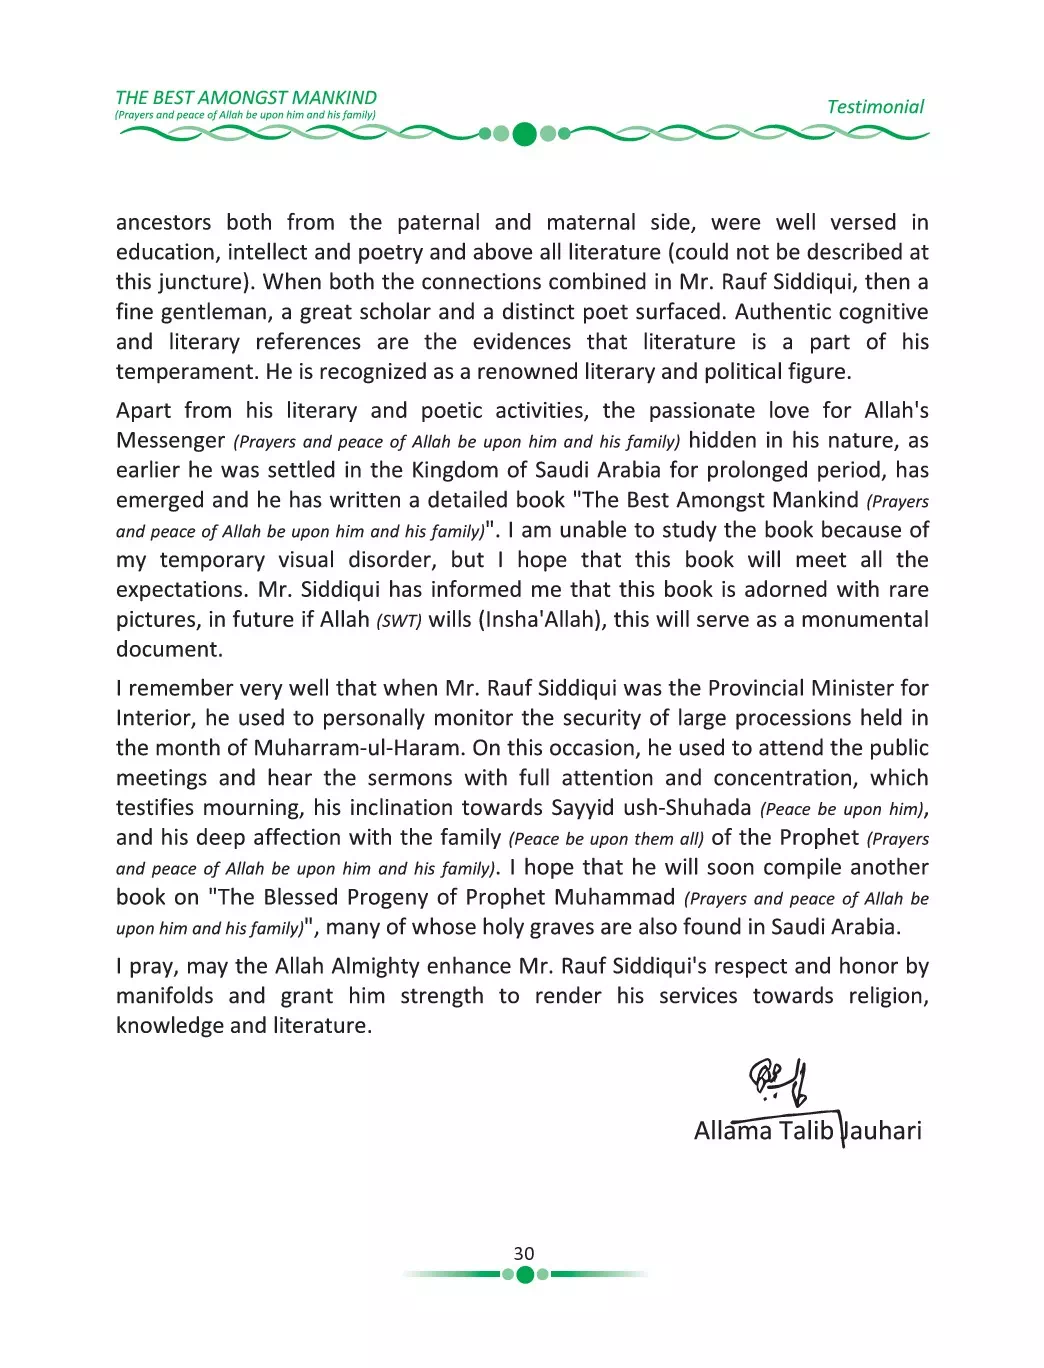 THE BEST AMONGST MANKIND
(Prayers and peace of Allah be upon him and his family)
Testimonial
ancestors both from the paternal and maternal side, were well versed in
education, intellect and poetry and above all literature (could not be described at
this juncture). When both the connections combined in Mr. Rauf Siddiqui, then a
fine gentleman, a great scholar and a distinct poet surfaced. Authentic cognitive
and literary references are the evidences that literature is a part of his
temperament. He is recognized as a renowned literary and political figure.
Apart from his literary and poetic activities, the passionate love for Allah's
Messenger (Prayers and peace of Allah be upon him and his family) hidden in his nature, as
earlier he was settled in the Kingdom of Saudi Arabia for prolonged period, has
emerged and he has written a detailed book "The Best Amongst Mankind (Prayers
and peace of Allah be upon him and his family)". I am unable to study the book because of
my temporary visual disorder, but I hope that this book will meet all the
expectations. Mr. Siddiqui has informed me that this book is adorned with rare
pictures, in future if Allah (SWT) wills (Insha'Allah), this will serve as a monumental
document.
I remember very well that when Mr. Rauf Siddiqui was the Provincial Minister for
Interior, he used to personally monitor the security of large processions held in
the month of Muharram-ul-Haram. On this occasion, he used to attend the public
meetings and hear the sermons with full attention and concentration, which
testifies mourning, his inclination towards Sayyid ush-Shuhada (Peace be upon him),
and his deep affection with the family (Peace be upon them all) of the Prophet (Prayers
and peace of Allah be upon him and his family). I hope that he will soon compile another
book on "The Blessed Progeny of Prophet Muhammad (Prayers and peace of Allah be
upon him and his family)", many of whose holy graves are also found in Saudi Arabia.
I pray, may the Allah Almighty enhance Mr. Rauf Siddiqui's respect and honor by
manifolds and grant him strength to render his services towards religion,
knowledge and literature.
Allama Talib Jauhari
30